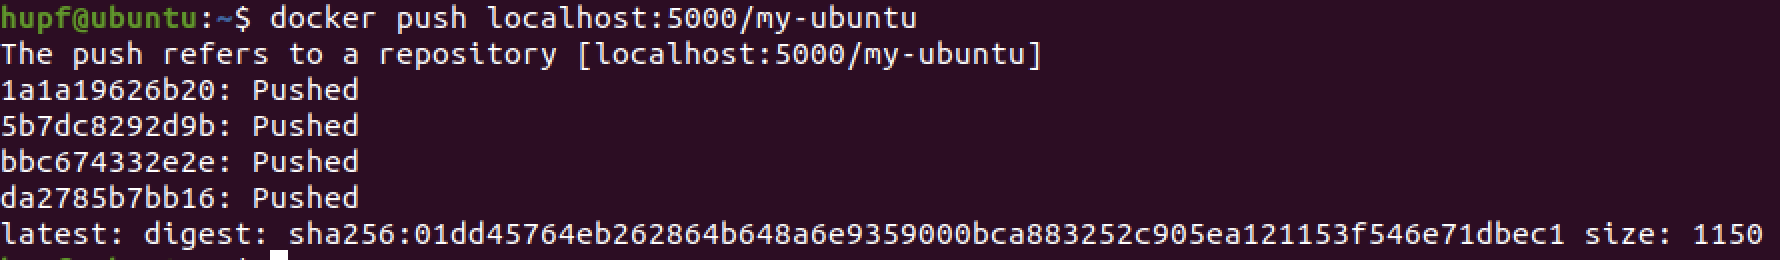 hupf@ubuntu:~$ docker push localhost:5000/my-ubuntu
The push refers to a repository [localhost:5000/my-ubuntu]
1a1a19626b20: Pushed
5b7dc8292d9b: Pushed
bbc674332e2e: Pushed
da2785b7bb16: Pushed
latest: digest: sha256:01dd45764eb262864b648a6e9359000bca883252c905ea121153f546e71dbec1 size: 1150